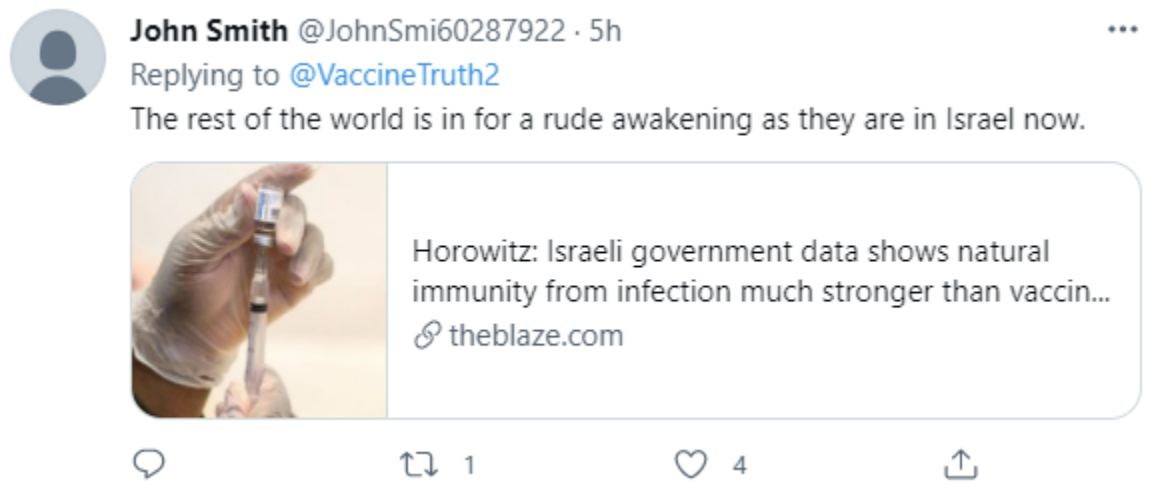 John Smith @JohnSmi60287922 · 5h
Replying to @VaccineTruth2
The rest of the world is in for a rude awakening as they are in Israel now.
Horowitz: Israeli government data shows natural
immunity from infection much stronger than vaccin...
theblaze.com
1
4